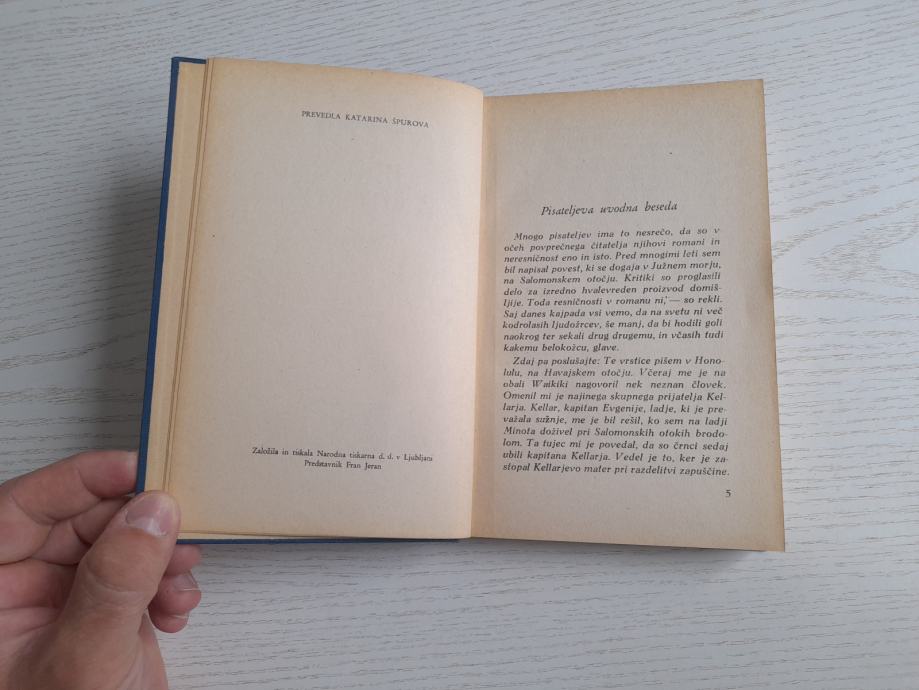 PREVEDLA KATARINA ŠPUROVA
Založila in tiskala Narodna tiskarna d. d. v Ljubljani
Predstavnik Fran Jeran
Pisateljeva uvodna beseda
Mnogo pisateljev ima to nesrečo, da so v
očeh povprečnega čitatelja njihovi romani in
neresničnost eno in isto. Pred mnogimi leti sem
bil napisal povest, ki se dogaja v Južnem morju,
na Salomonskem otočju. Kritiki so proglasili
delo za izredno hvalevreden proizvod domiš-
ljije. Toda resničnosti v romanu ni, — so rekli.
Saj danes kajpada vsi vemo, da na svetu ni več
kodrolasih ljudožrcev, še manj, da bi hodili goli
naokrog ter sekali drug drugemu, in včasih tudi
kakemu belokožcu, glave.
Zdaj pa poslušajte: Te vrstice pišem v Hono-
lulu, na Havajskem otočju. Včeraj me je na
obali Waikiki nagovoril nek neznan človek.
Omenil mi je najinega skupnega prijatelja Kel-
larja. Kellar, kapitan Evgenije, ladje, ki je pre-
važala sužnje, me je bil rešil, ko sem na ladji
Minota doživel pri Salomonskih otokih brodo-
lom. Ta tujec mi je povedal, da so črnci sedaj
ubili kapitana Kellarja. Vedel je to, ker je za-
stopal Kellarjevo mater pri razdelitvi zapuščine.
5